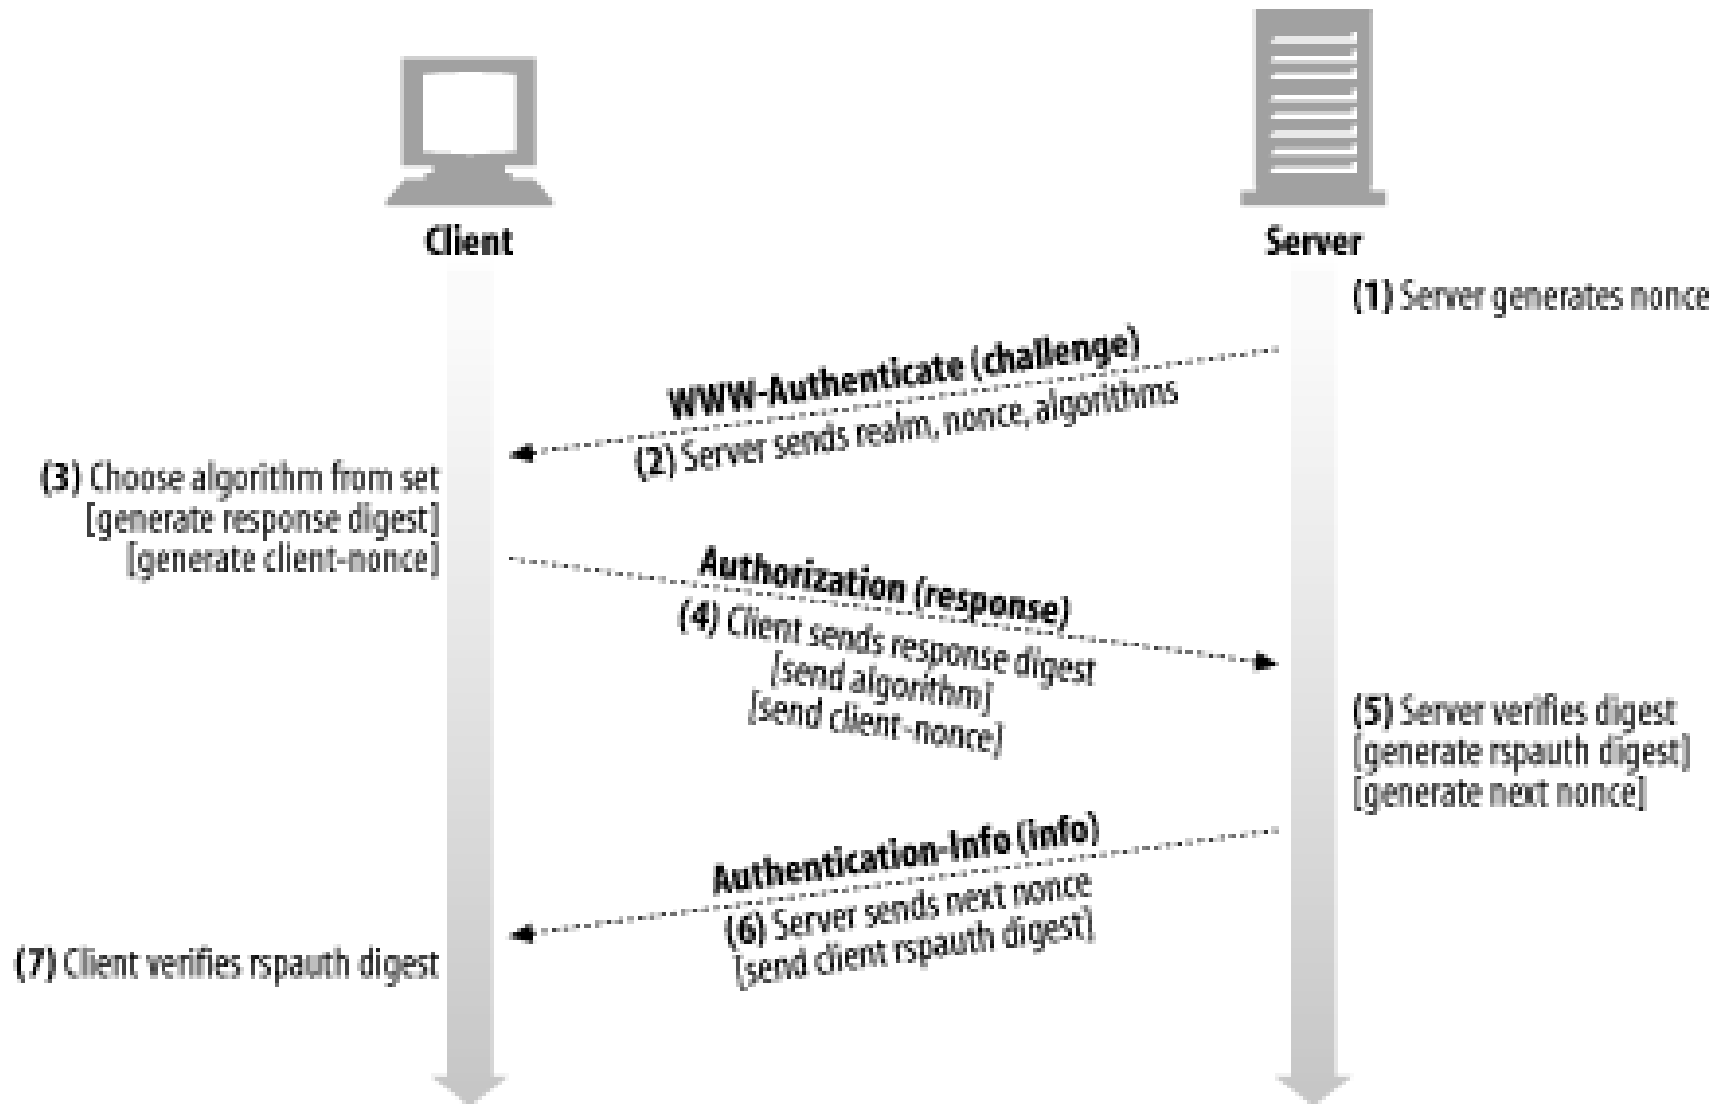 Client
Server
(1) Server generates nonce
WWW-Authenticate (challenge)
(2) Server sends realm, nonce, algorithms
(3) Choose algorithm from set
[generate response digest]
[generate client-nonce]
Authorization (response)
(4) Client sends response digest
[send algorithm]
[send client-nonce]
(5) Server verifies digest
[generate rspauth digest]
[generate next nonce]
Authentication-Info (info)
(6) Server sends next nonce
[send client rspauth digest]
(7) Client verifies rspauth digest